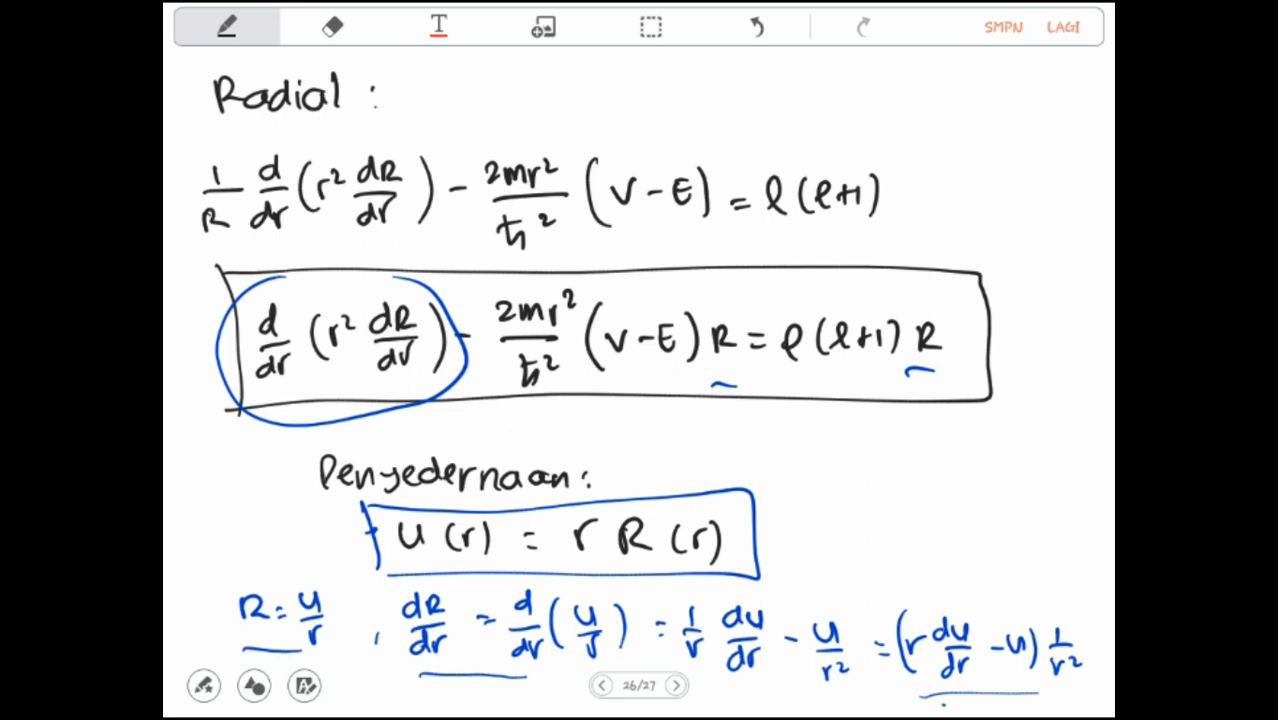 T SMPN LAGI
Radial :
1/R d/dr (r² dR/dr) - 2mr²/ħ² (V - E) = l(l+1)
d/dr (r² dR/dr) - 2mr²/ħ² (V - E) R = l(l+1) R
Penyedernaan:
u(r) = r R(r)
R = u/r , dR/dr = d/dr (u/r) = 1/r du/dr - u/r² = (r du/dr - u) 1/r²
26/27